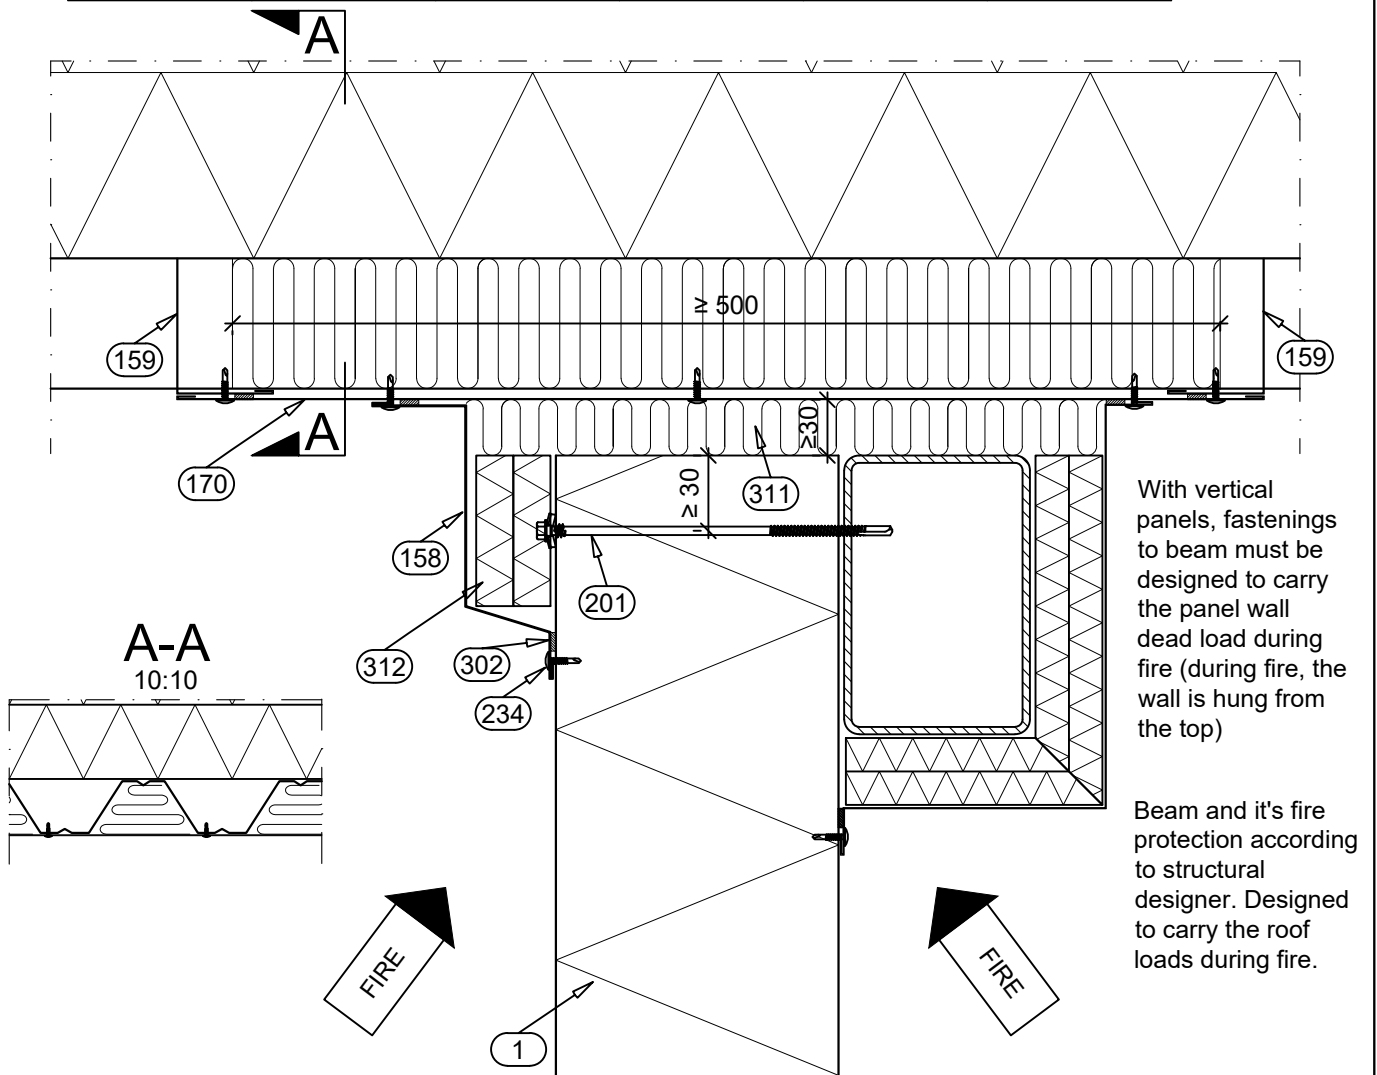 A
≥ 500
159
159
A
≥30
170
≥ 30
311
158
201
With vertical
panels, fastenings
to beam must be
designed to carry
the panel wall
dead load during
fire (during fire, the
wall is hung from
the top)
A-A
10:10
312
302
234
Beam and it's fire
protection according
to structural
designer. Designed
to carry the roof
loads during fire.
FIRE
FIRE
1